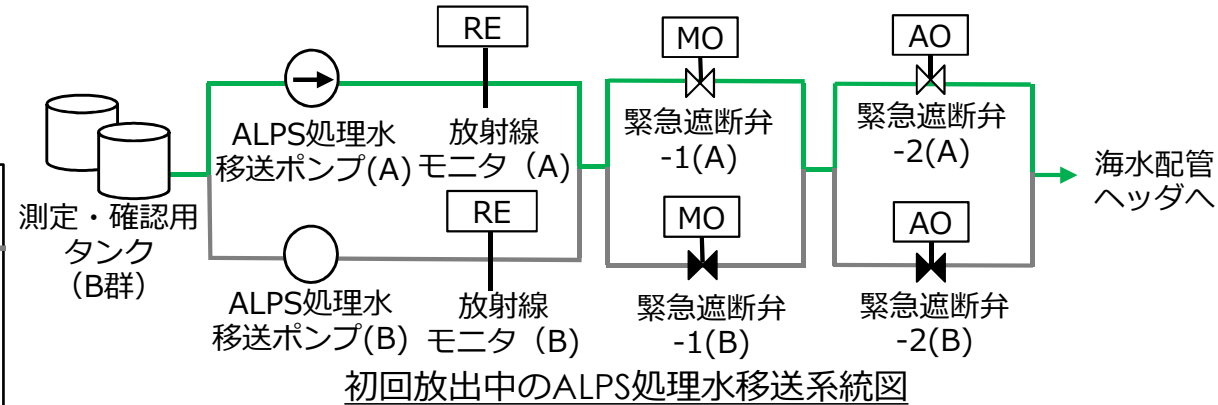 RE
MO
AO
ALPS処理水
移送ポンプ(A)
放射線
モニタ（A）
緊急遮断弁
-1(A)
緊急遮断弁
-2(A)
測定・確認用
タンク
（B群）
海水配管
ヘッダへ
RE
MO
AO
ALPS処理水
移送ポンプ(B)
放射線
モニタ（B）
緊急遮断弁
-1(B)
緊急遮断弁
-2(B)
初回放出中のALPS処理水移送系統図